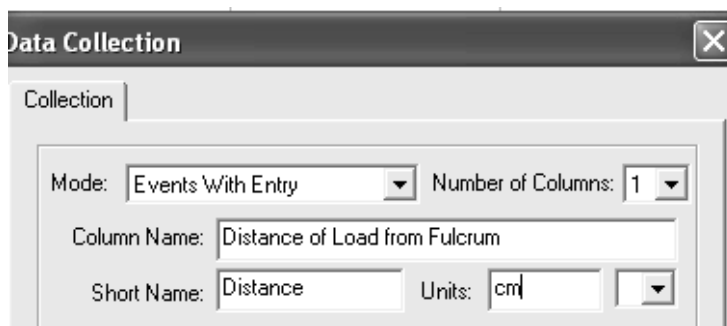 Data Collection
Collection
Mode: Events With Entry Number of Columns: 1
Column Name: Distance of Load from Fulcrum
Short Name: Distance Units: cm